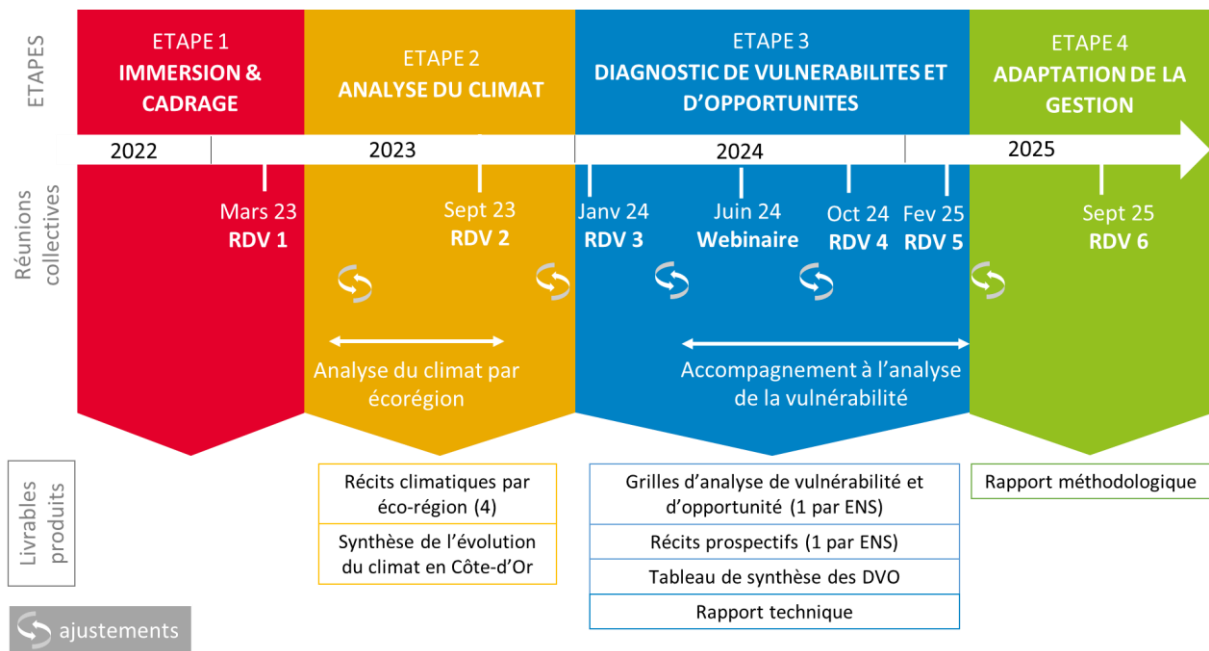 ETAPES
ETAPE 1
IMMERSION &
CADRAGE
ETAPE 2
ANALYSE DU CLIMAT
ETAPE 3
DIAGNOSTIC DE VULNERABILITES ET
D'OPPORTUNITES
ETAPE 4
ADAPTATION DE LA
GESTION
2022
2023
2024
2025
Réunions
collectives
Mars 23
RDV 1
Sept 23
RDV 2
Janv 24
RDV 3
Juin 24
Webinaire
Oct 24
RDV 4
Fev 25
RDV 5
Sept 25
RDV 6
Analyse du climat par
écorégion
Accompagnement à l'analyse
de la vulnérabilité
Livrables
produits
Récits climatiques par
éco-région (4)
Synthèse de l'évolution
du climat en Côte-d'Or
Grilles d'analyse de vulnérabilité et
d'opportunité (1 par ENS)
Récits prospectifs (1 par ENS)
Tableau de synthèse des DVO
Rapport technique
Rapport méthodologique
ajustements